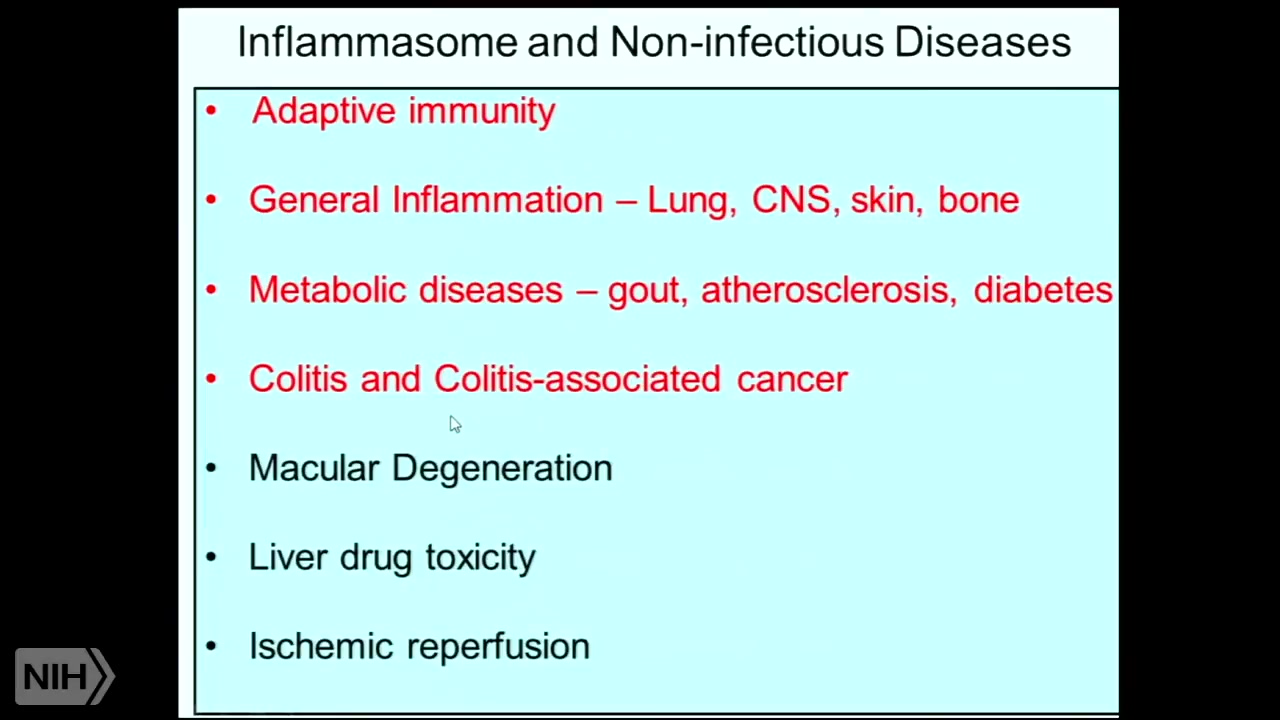 Inflammasome and Non-infectious Diseases
• Adaptive immunity
• General Inflammation – Lung, CNS, skin, bone
• Metabolic diseases – gout, atherosclerosis, diabetes
• Colitis and Colitis-associated cancer
• Macular Degeneration
• Liver drug toxicity
• Ischemic reperfusion
NIH